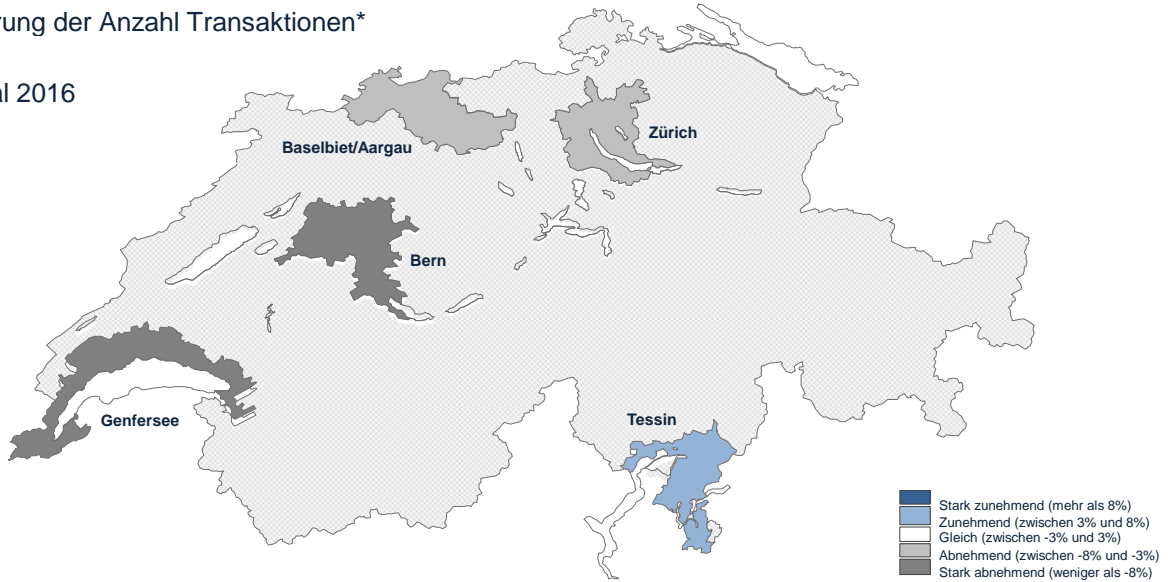 rung der Anzahl Transaktionen*
al 2016
Zürich
Baselbiet/Aargau
Bern
Genfersee
Tessin
Stark zunehmend (mehr als 8%)
Zunehmend (zwischen 3% und 8%)
Gleich (zwischen -3% und 3%)
Abnehmend (zwischen -8% und -3%)
Stark abnehmend (weniger als -8%)